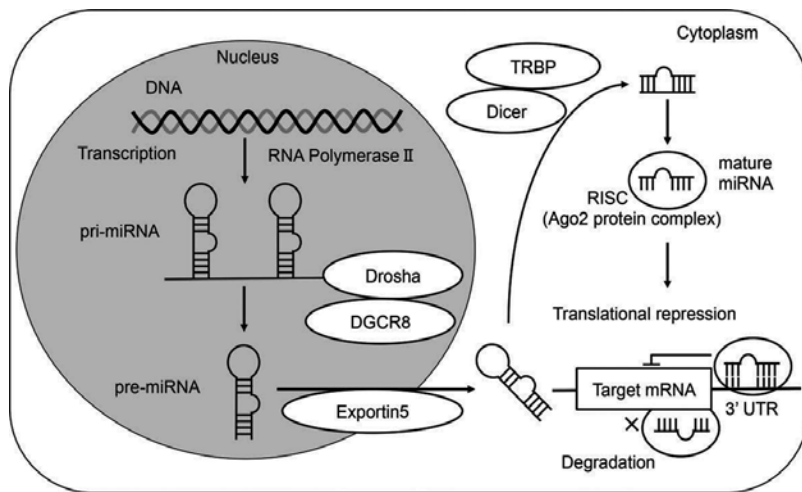 Nucleus
DNA
Transcription
RNA Polymerase Ⅱ
pri-miRNA
Drosha
DGCR8
pre-miRNA
Exportin5
Cytoplasm
TRBP
Dicer
mature
miRNA
RISC
(Ago2 protein complex)
Translational repression
Target mRNA
3' UTR
Degradation